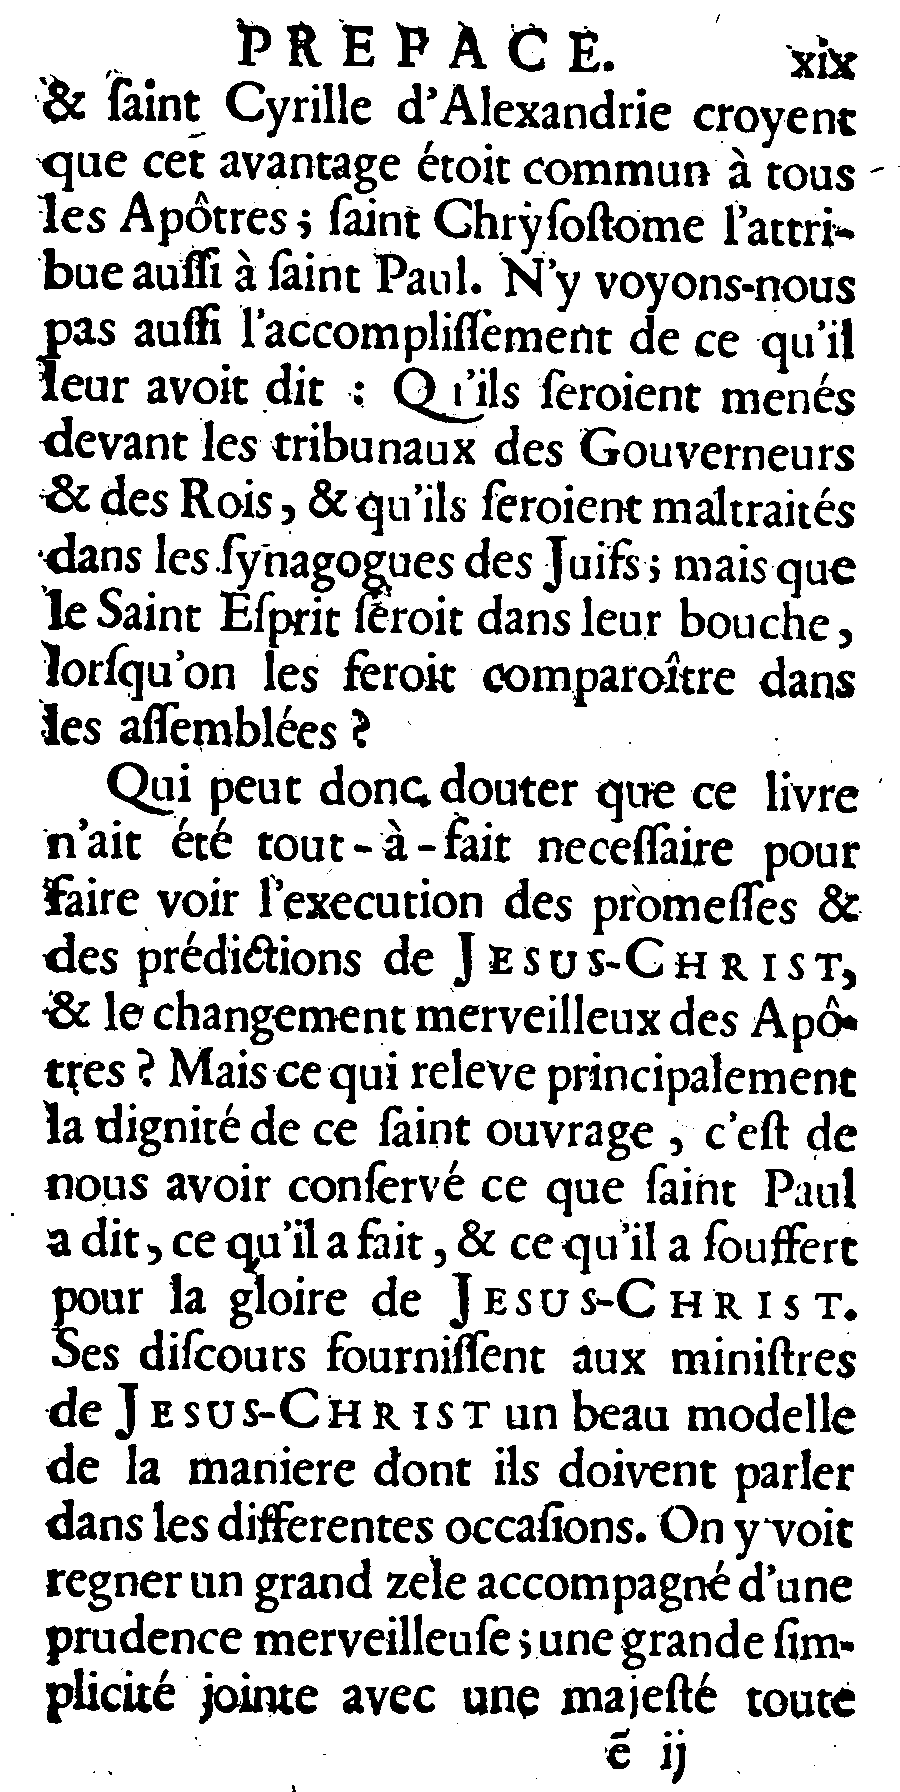 PREFACE. xix
& ſaint Cyrille d'Alexandrie croyent
que cet avantage étoit commun à tous
les Apôtres ; ſaint Chryſoſtome l'attri-
bue auſſi à ſaint Paul. N'y voyons-nous
pas auſſi l'accompliſſement de ce qu'il
leur avoit dit : Qu'ils ſeroient menés
devant les tribunaux des Gouverneurs
& des Rois, & qu'ils ſeroient maltraités
dans les ſynagogues des Juifs ; mais que
le Saint Eſprit ſeroit dans leur bouche,
lorſqu'on les feroit comparoître dans
les aſſemblées ?
Qui peut donc douter que ce livre
n'ait été tout-à-fait neceſſaire pour
faire voir l'execution des promeſſes &
des prédictions de JESUS-CHRIST,
& le changement merveilleux des Apô-
tres ? Mais ce qui releve principalement
la dignité de ce ſaint ouvrage, c'eſt de
nous avoir conſervé ce que ſaint Paul
a dit, ce qu'il a fait, & ce qu'il a ſouffert
pour la gloire de JESUS-CHRIST.
Ses diſcours fourniſſent aux miniſtres
de JESUS-CHRIST un beau modelle
de la maniere dont ils doivent parler
dans les differentes occaſions. On y voit
regner un grand zele accompagné d'une
prudence merveilleuſe ; une grande ſim-
plicité jointe avec une majeſté toute
ẽ ij